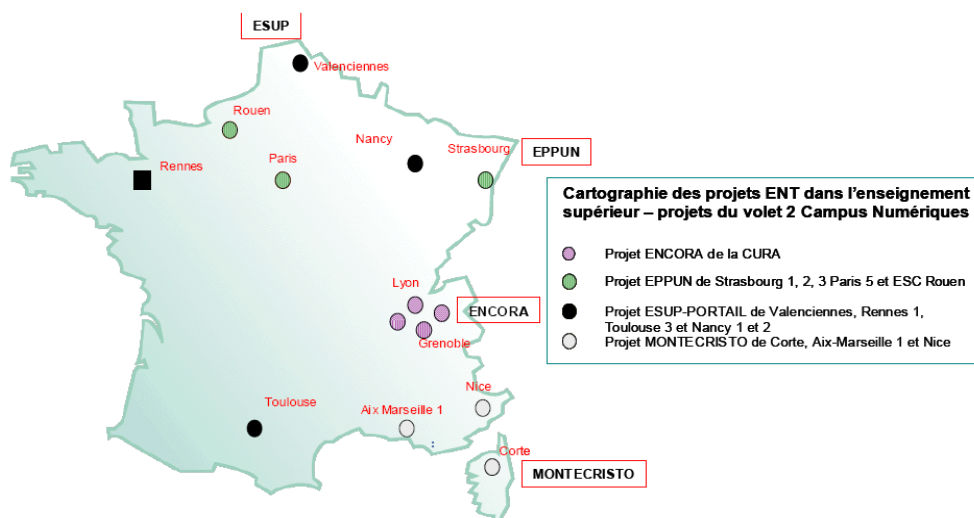 ESUP
Valenciennes
Rouen
Nancy
Strasbourg
EPPUN
Paris
Rennes
Cartographie des projets ENT dans l'enseignement
supérieur – projets du volet 2 Campus Numériques
Projet ENCORA de la CURA
Projet EPPUN de Strasbourg 1, 2, 3 Paris 5 et ESC Rouen
Projet ESUP-PORTAIL de Valenciennes, Rennes 1,
Toulouse 3 et Nancy 1 et 2
Projet MONTECRISTO de Corte, Aix-Marseille 1 et Nice
Lyon
ENCORA
Grenoble
Nice
Toulouse
Aix Marseille 1
Corte
MONTECRISTO